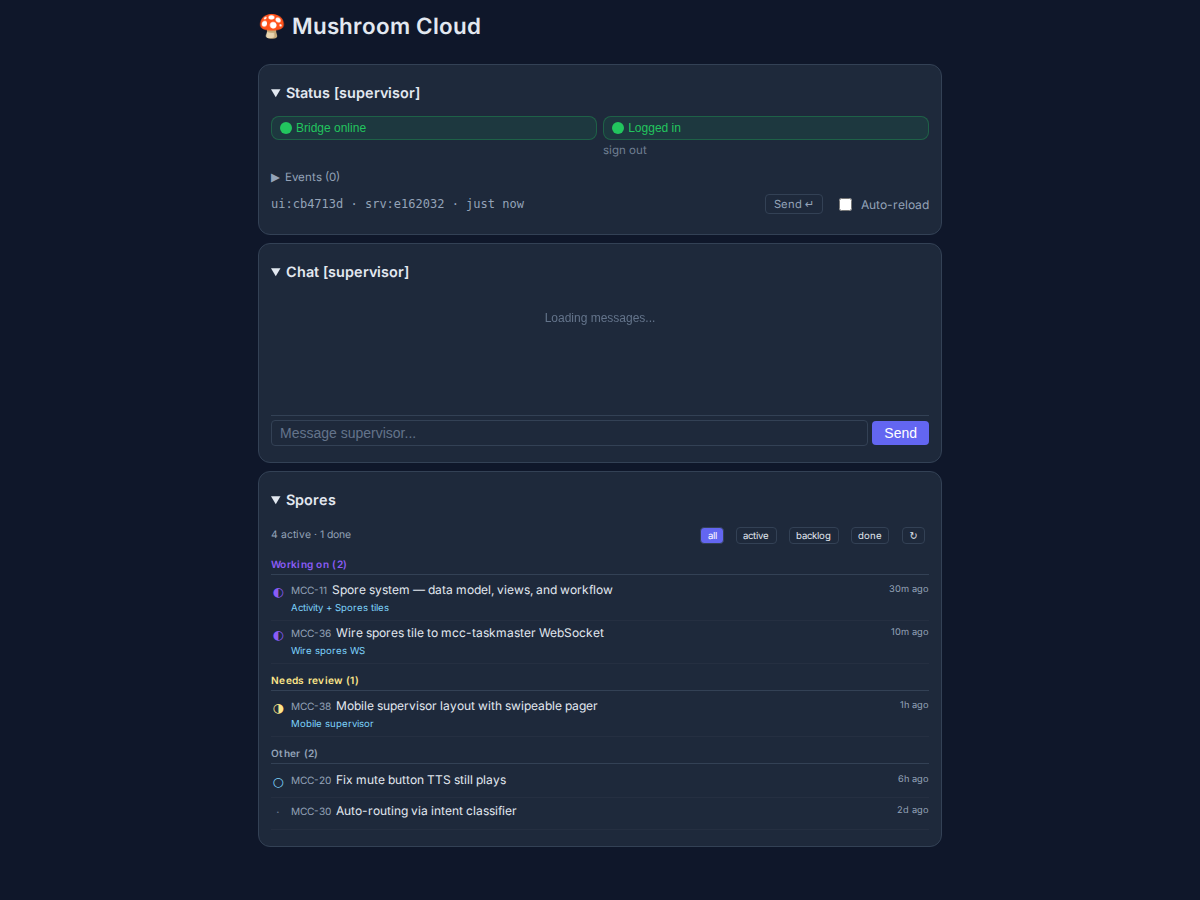 Mushroom Cloud
▼ Status [supervisor]
Bridge online
Logged in
sign out
▶ Events (0)
ui:cb4713d · srv:e162032 · just now
Send ↵
Auto-reload
▼ Chat [supervisor]
Loading messages...
Message supervisor...
Send
▼ Spores
4 active · 1 done
all
active
backlog
done
↻
Working on (2)
MCC-11 Spore system — data model, views, and workflow
30m ago
Activity + Spores tiles
MCC-36 Wire spores tile to mcc-taskmaster WebSocket
10m ago
Wire spores WS
Needs review (1)
MCC-38 Mobile supervisor layout with swipeable pager
1h ago
Mobile supervisor
Other (2)
MCC-20 Fix mute button TTS still plays
6h ago
MCC-30 Auto-routing via intent classifier
2d ago